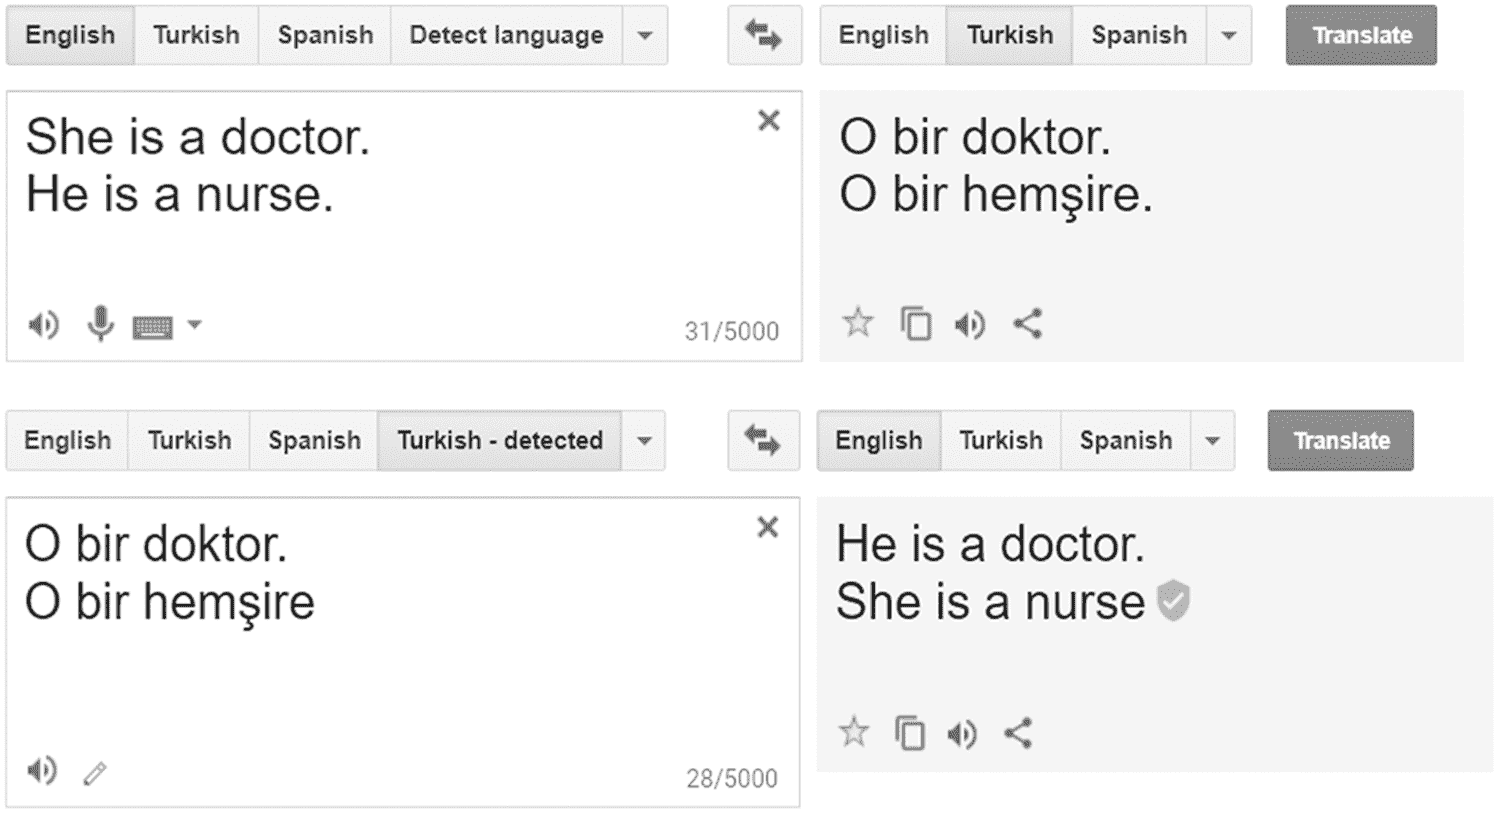 English Turkish Spanish Detect language English Turkish Spanish Translate
She is a doctor.
He is a nurse.
31/5000
O bir doktor.
O bir hemşire.
English Turkish Spanish Turkish - detected English Turkish Spanish Translate
O bir doktor.
O bir hemşire
28/5000
He is a doctor.
She is a nurse